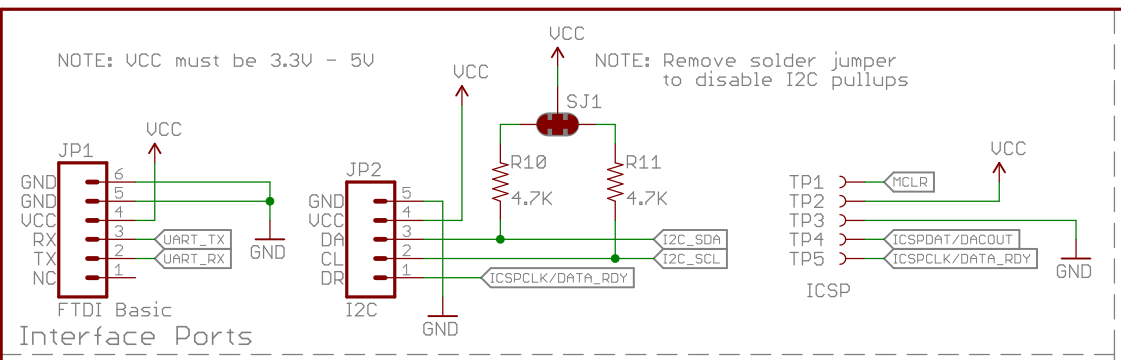 VCC
NOTE: VCC must be 3.3V - 5V
NOTE: Remove solder jumper
to disable I2C pullups
VCC
SJ1
VCC
JP1
JP2
R10
4.7K
R11
4.7K
VCC
GND 6
GND 5
VCC 4
RX 3 UART_TX
TX 2 UART_RX
NC 1
GND
FTDI Basic
GND 5
VCC 4
DA 3 I2C_SDA
CL 2 I2C_SCL
DR 1 ICSPCLK/DATA_RDY
I2C
GND
TP1 MCLR
TP2
TP3
TP4 ICSPDAT/DACOUT
TP5 ICSPCLK/DATA_RDY
ICSP
GND
Interface Ports